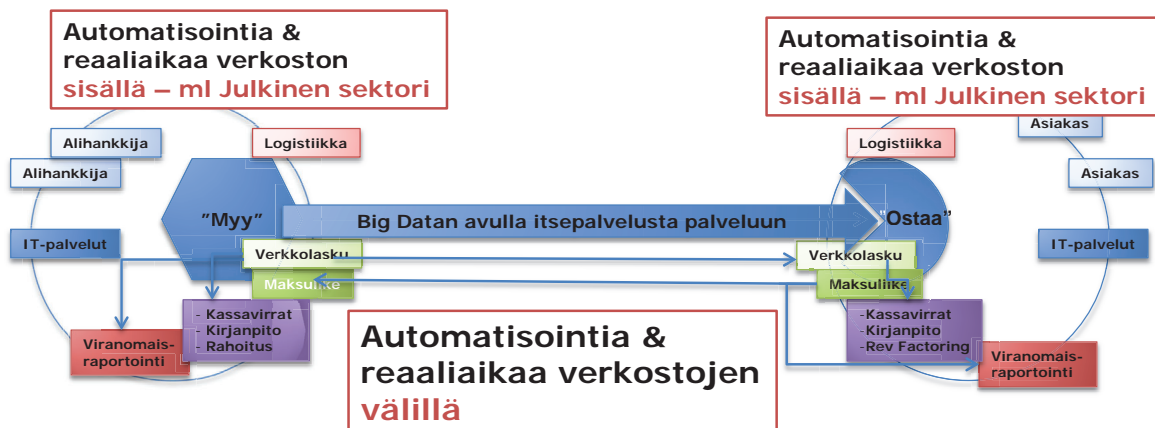 Automatisointia &
reaaliaikaa verkoston
sisällä – ml Julkinen sektori
Automatisointia &
reaaliaikaa verkoston
sisällä – ml Julkinen sektori
Alihankkija
Alihankkija
Logistiikka
IT-palvelut
"Myy"
Big Datan avulla itsepalvelusta palveluun
"Ostaa"
Logistiikka
Asiakas
Asiakas
IT-palvelut
Verkkolasku
Maksuliike
- Kassavirrat
- Kirjanpito
- Rahoitus
Viranomais-
raportointi
Verkkolasku
Maksuliike
-Kassavirrat
-Kirjanpito
-Rev Factoring
Viranomais-
raportointi
Automatisointia &
reaaliaikaa verkostojen
välillä